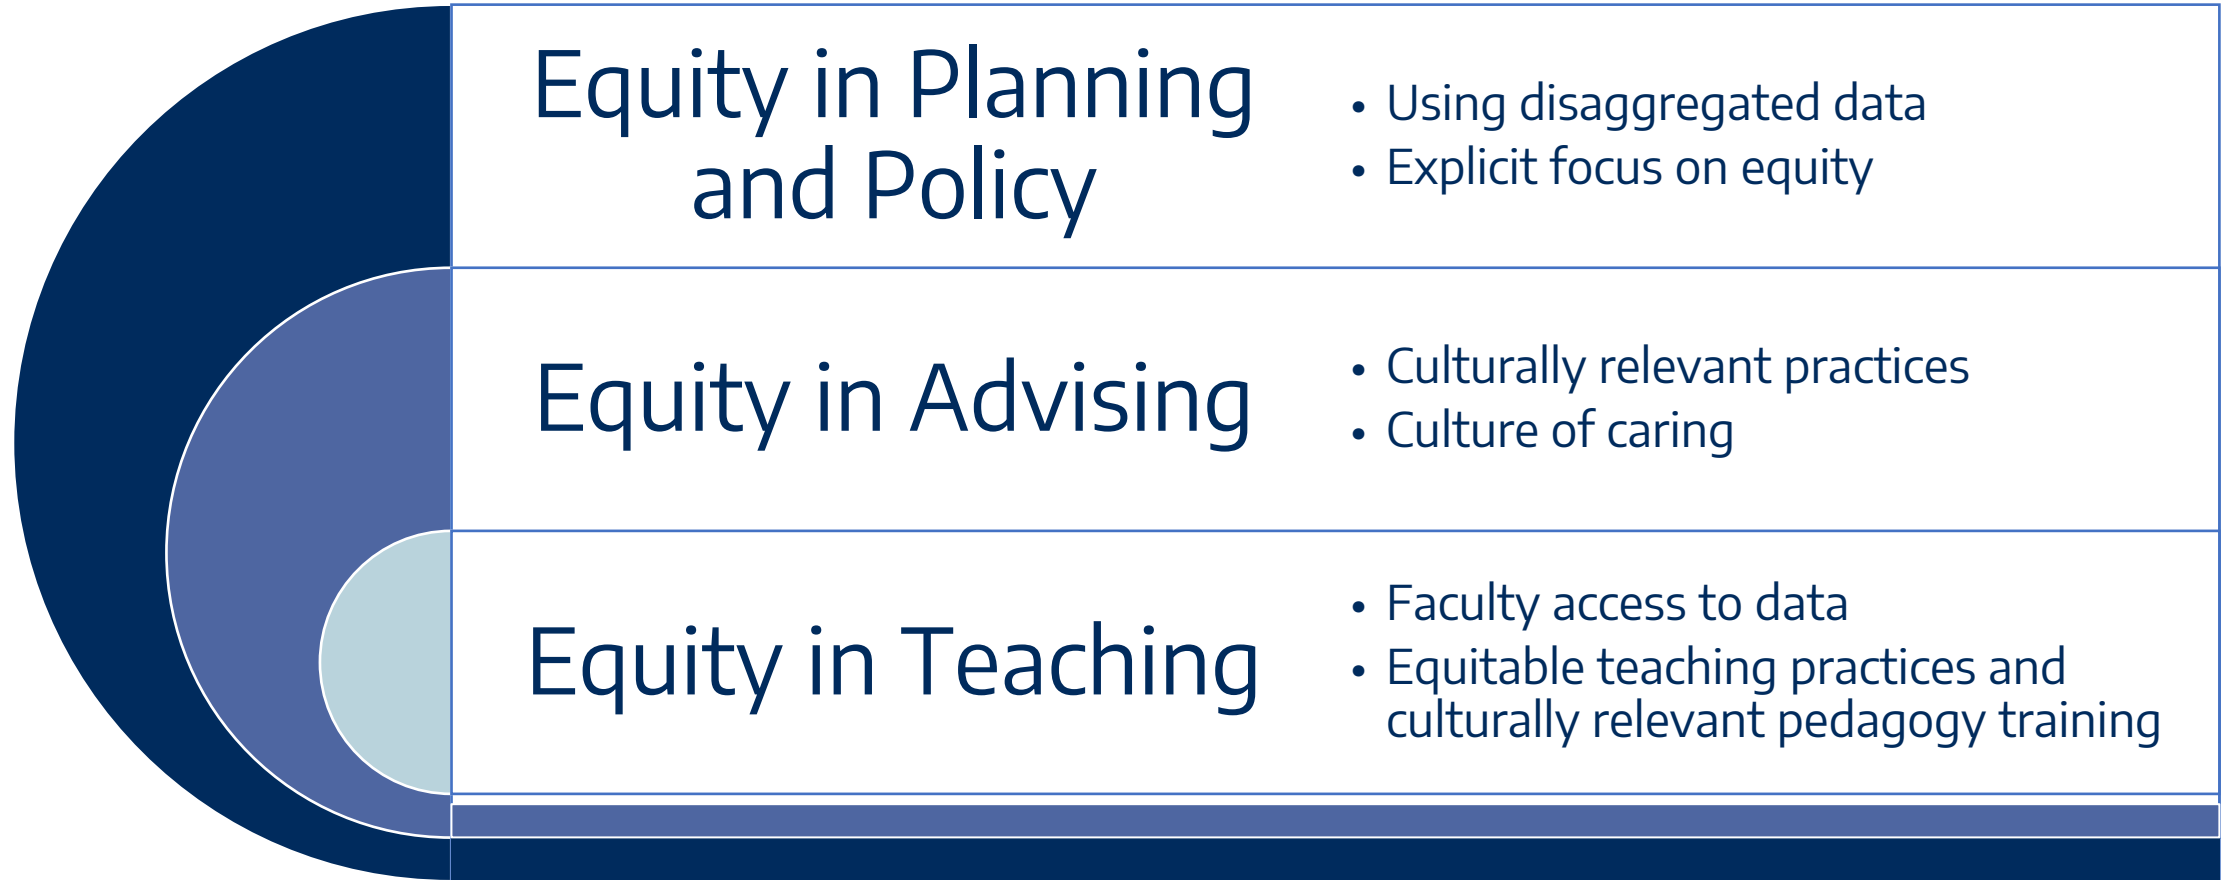 Equity in Planning
and Policy
• Using disaggregated data
• Explicit focus on equity
Equity in Advising
• Culturally relevant practices
• Culture of caring
Equity in Teaching
• Faculty access to data
• Equitable teaching practices and
culturally relevant pedagogy training